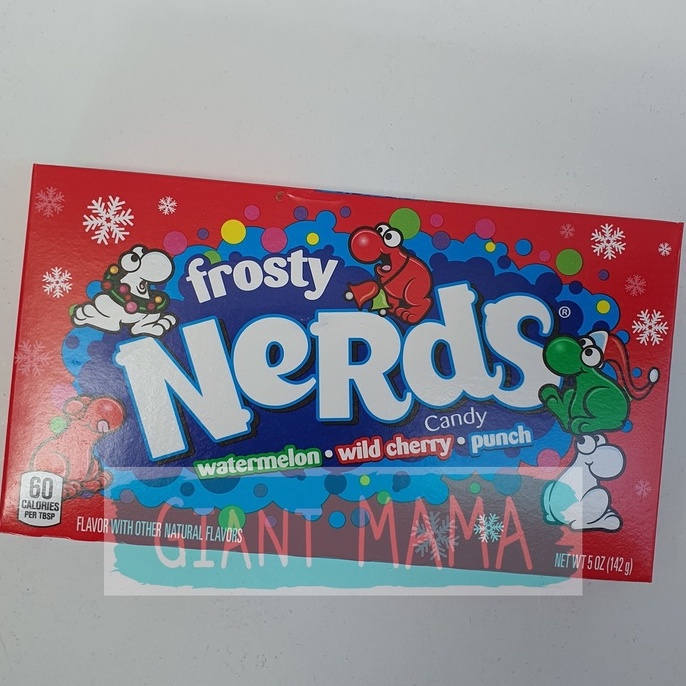 frosty
NeRdS®
Candy
watermelon • wild cherry • punch
60
CALORIES
PER TBSP
FLAVOR WITH OTHER NATURAL FLAVORS
GIANT MAMA
NET WT 5 OZ (142 g)